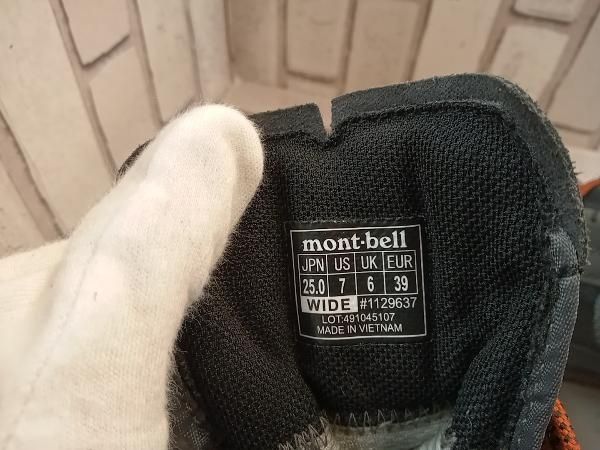 mont-bell
JPN US UK EUR
25.0 7 6 39
WIDE #1129637
LOT:491045107
MADE IN VIETNAM